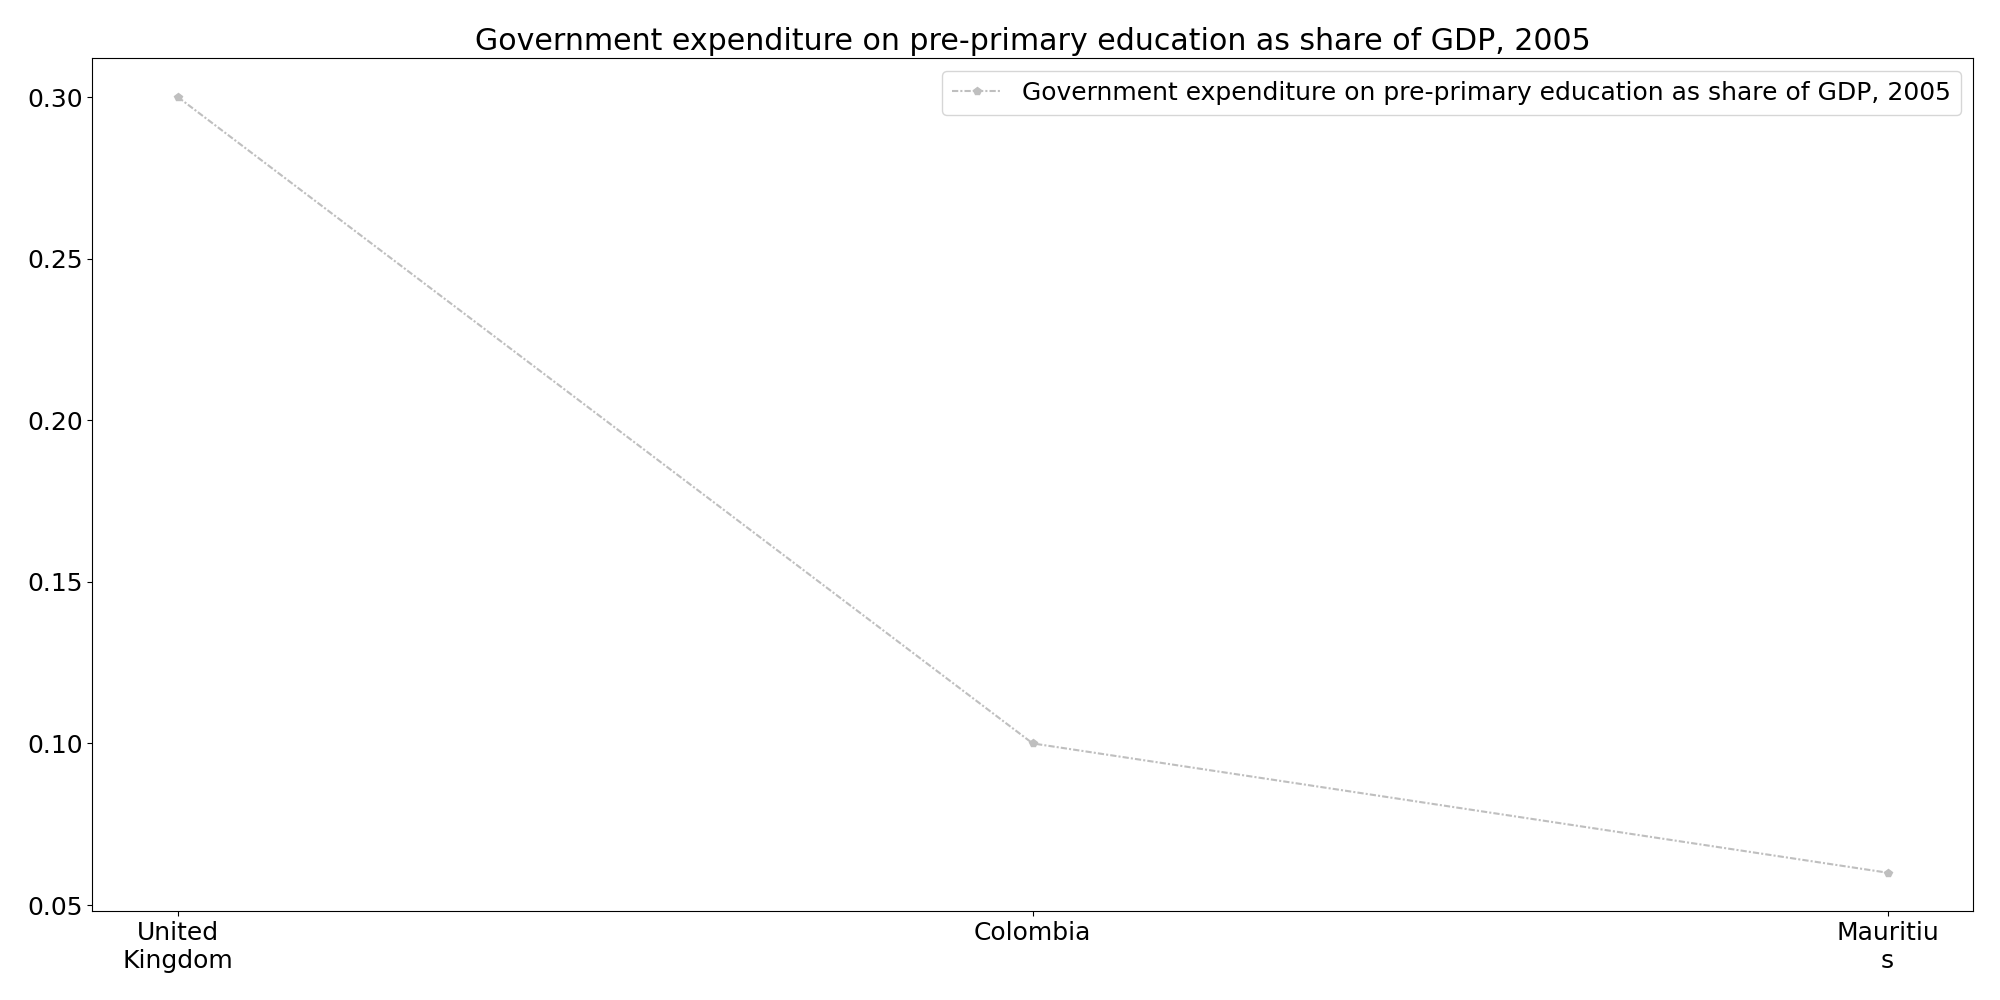 Government expenditure on pre-primary education as share of GDP, 2005
Government expenditure on pre-primary education as share of GDP, 2005
0.30
0.25
0.20
0.15
0.10
0.05
United
Kingdom
Colombia
Mauritiu
s